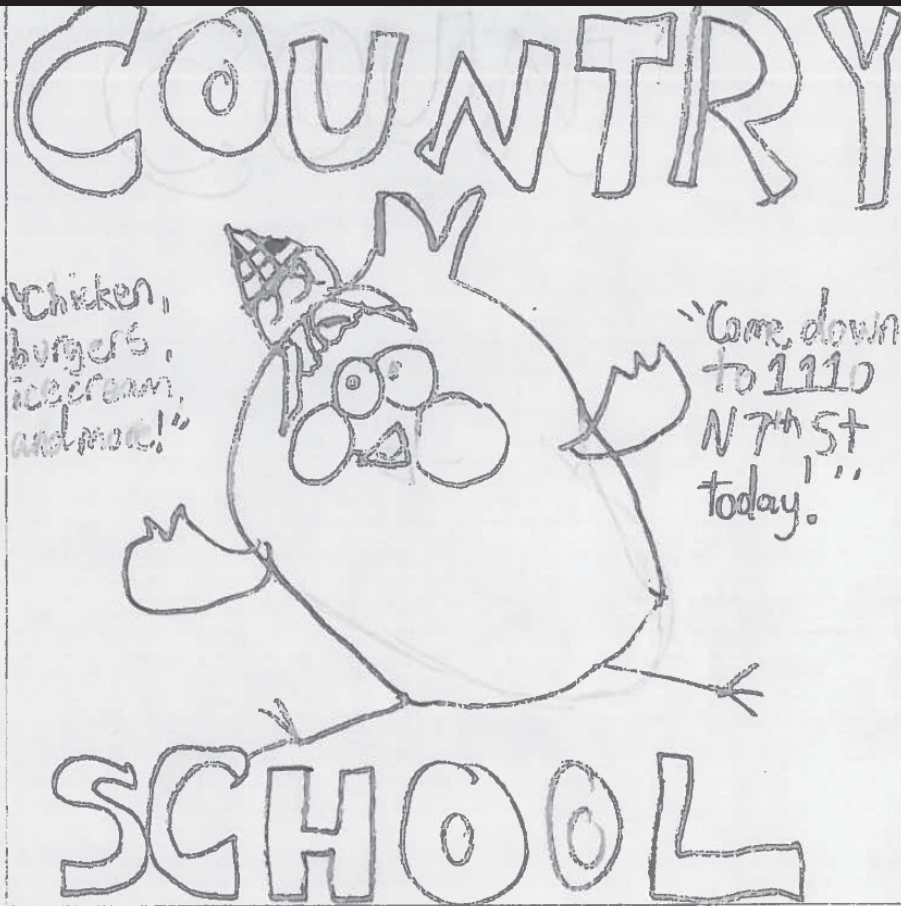 COUNTRY
"Chicken,
burgers,
icecream,
and more!"
"Come down
to 1110
N 7th St
today!"
SCHOOL